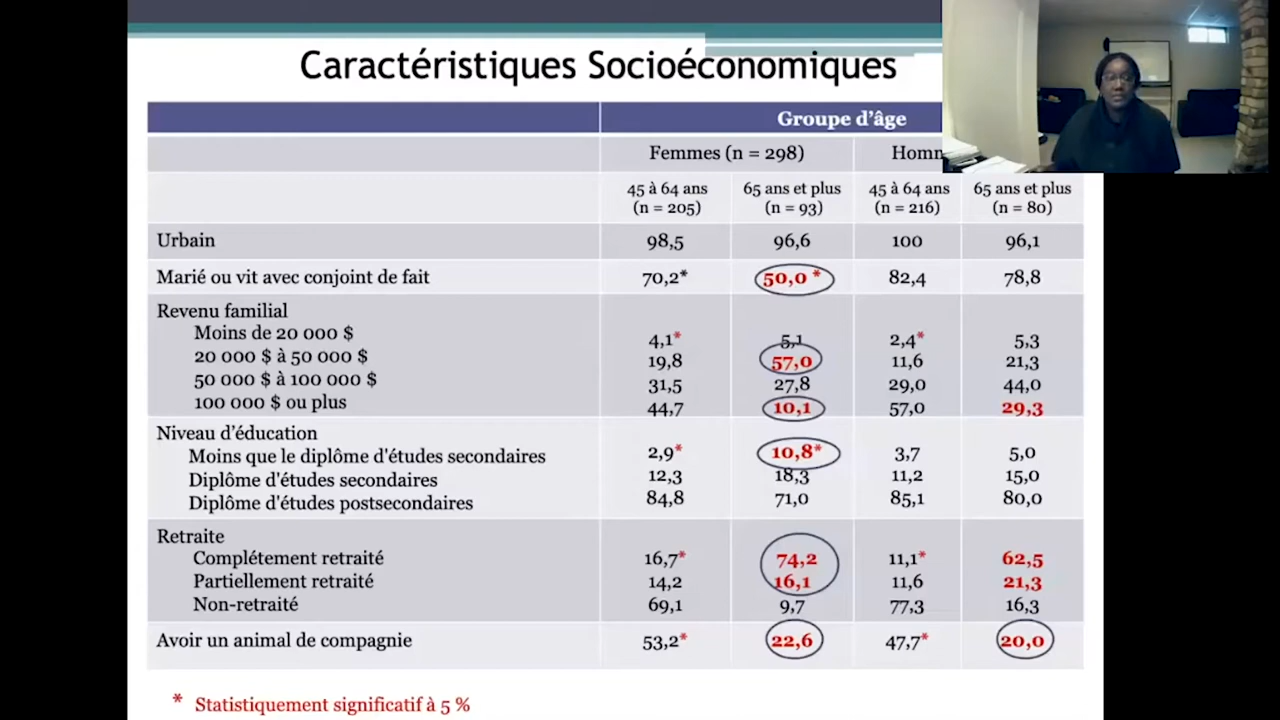 Caractéristiques Socioéconomiques
Groupe d'âge
Femmes (n = 298) Homm
45 à 64 ans (n = 205) 65 ans et plus (n = 93) 45 à 64 ans (n = 216) 65 ans et plus (n = 80)
Urbain 98,5 96,6 100 96,1
Marié ou vit avec conjoint de fait 70,2* 50,0 * 82,4 78,8
Revenu familial
Moins de 20 000 $ 4,1* 5,1 2,4* 5,3
20 000 $ à 50 000 $ 19,8 57,0 11,6 21,3
50 000 $ à 100 000 $ 31,5 27,8 29,0 44,0
100 000 $ ou plus 44,7 10,1 57,0 29,3
Niveau d'éducation
Moins que le diplôme d'études secondaires 2,9* 10,8* 3,7 5,0
Diplôme d'études secondaires 12,3 18,3 11,2 15,0
Diplôme d'études postsecondaires 84,8 71,0 85,1 80,0
Retraite
Complétement retraité 16,7* 74,2 11,1* 62,5
Partiellement retraité 14,2 16,1 11,6 21,3
Non-retraité 69,1 9,7 77,3 16,3
Avoir un animal de compagnie 53,2* 22,6 47,7* 20,0
* Statistiquement significatif à 5 %